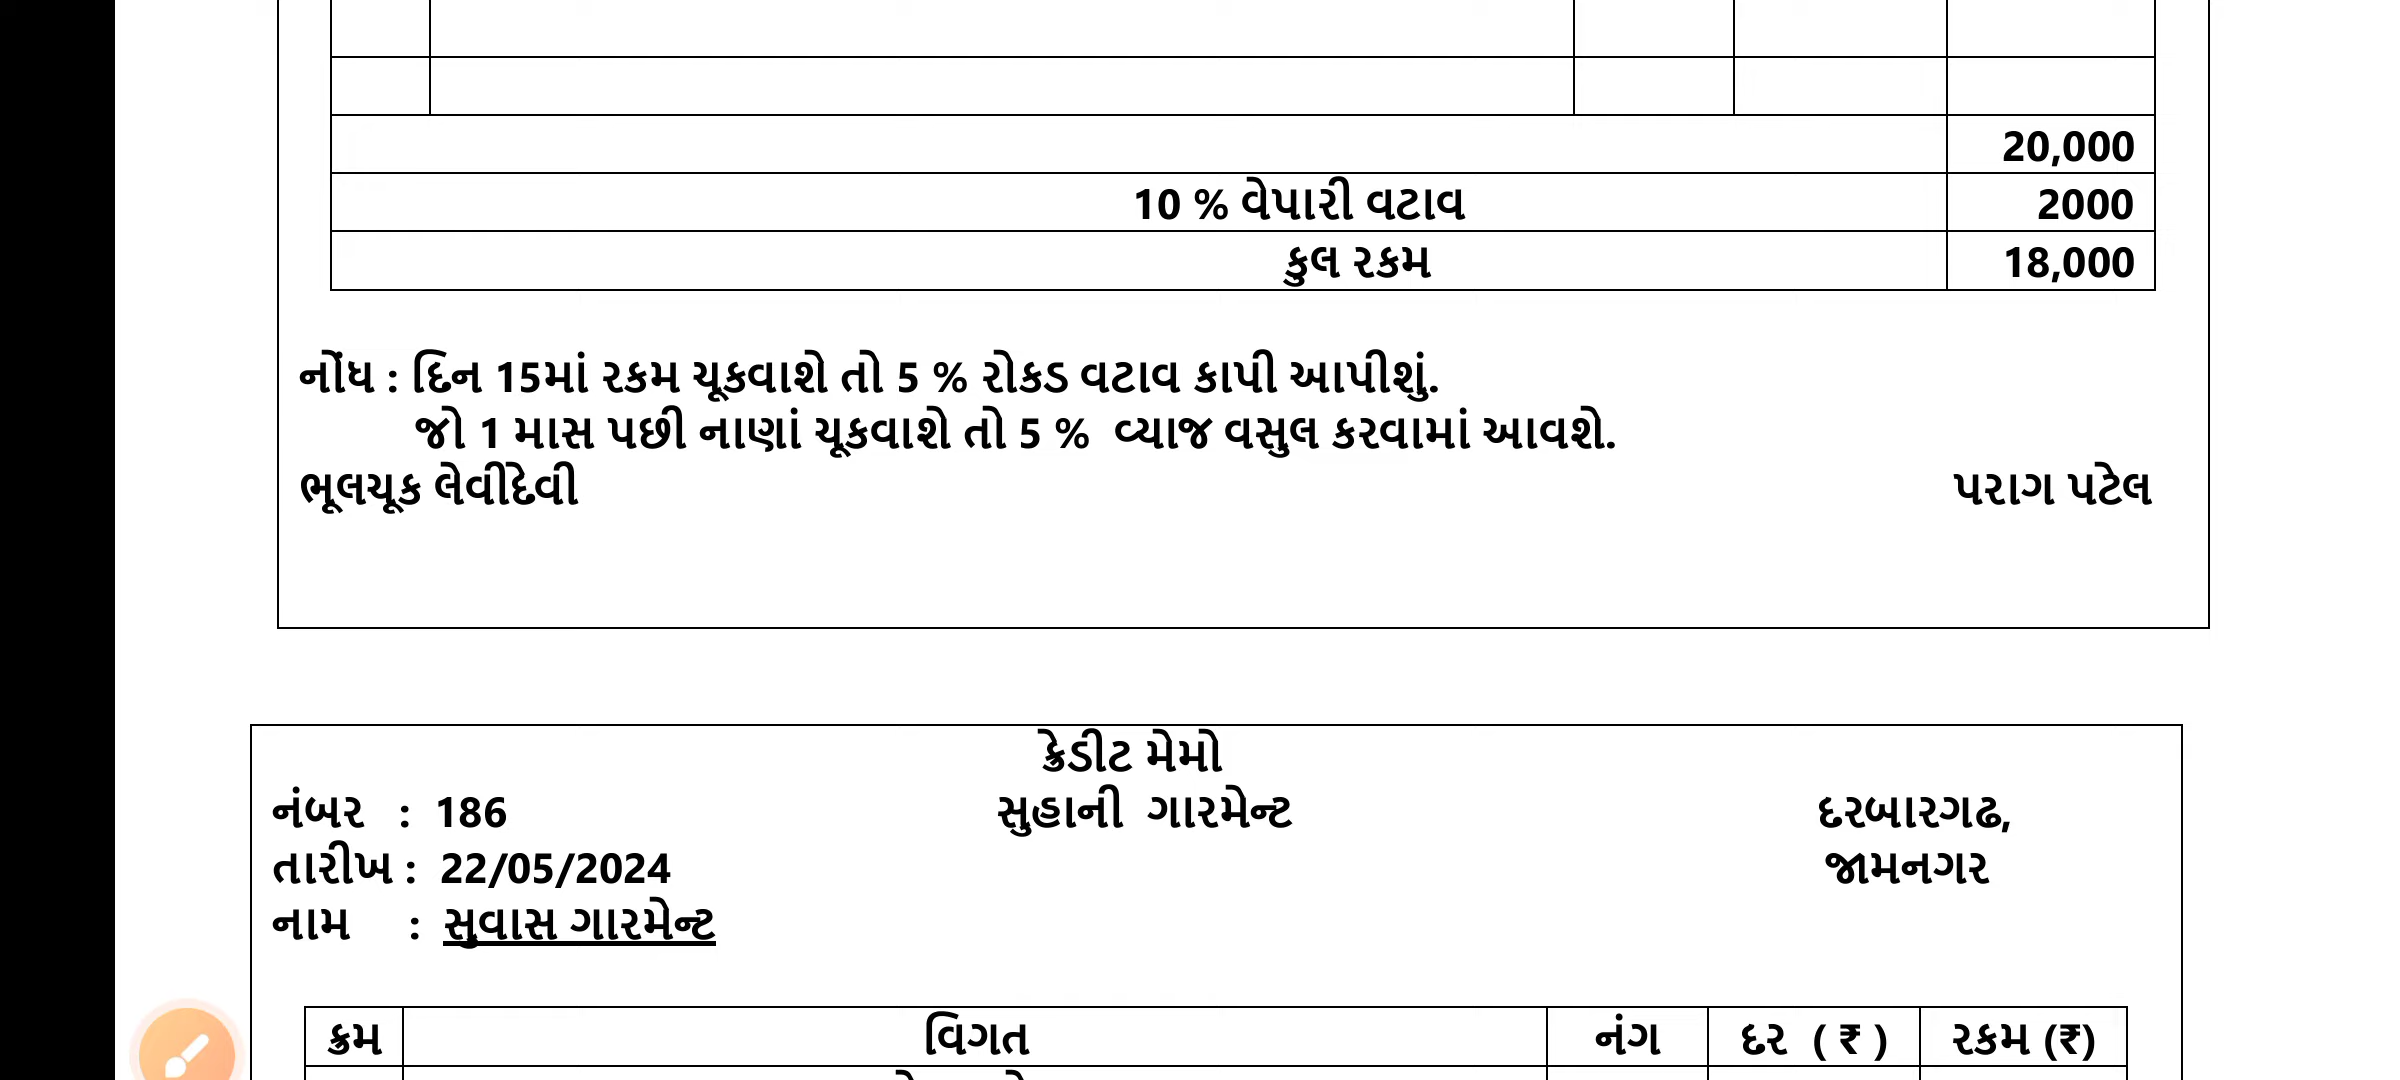 20,000
10 % વેપારી વટાવ 2000
કુલ રકમ 18,000
નોંધ : દિન 15માં રકમ ચૂકવાશે તો 5 % રોકડ વટાવ કાપી આપીશું.
જો 1 માસ પછી નાણાં ચૂકવાશે તો 5 % વ્યાજ વસુલ કરવામાં આવશે.
ભૂલચૂક લેવીદેવી પરાગ પટેલ
ક્રેડીટ મેમો
નંબર : 186 સુહાની ગારમેન્ટ દરબારગઢ,
તારીખ : 22/05/2024 જામનગર
નામ : સુવાસ ગારમેન્ટ
ક્રમ વિગત નંગ દર ( ₹ ) રકમ (₹)